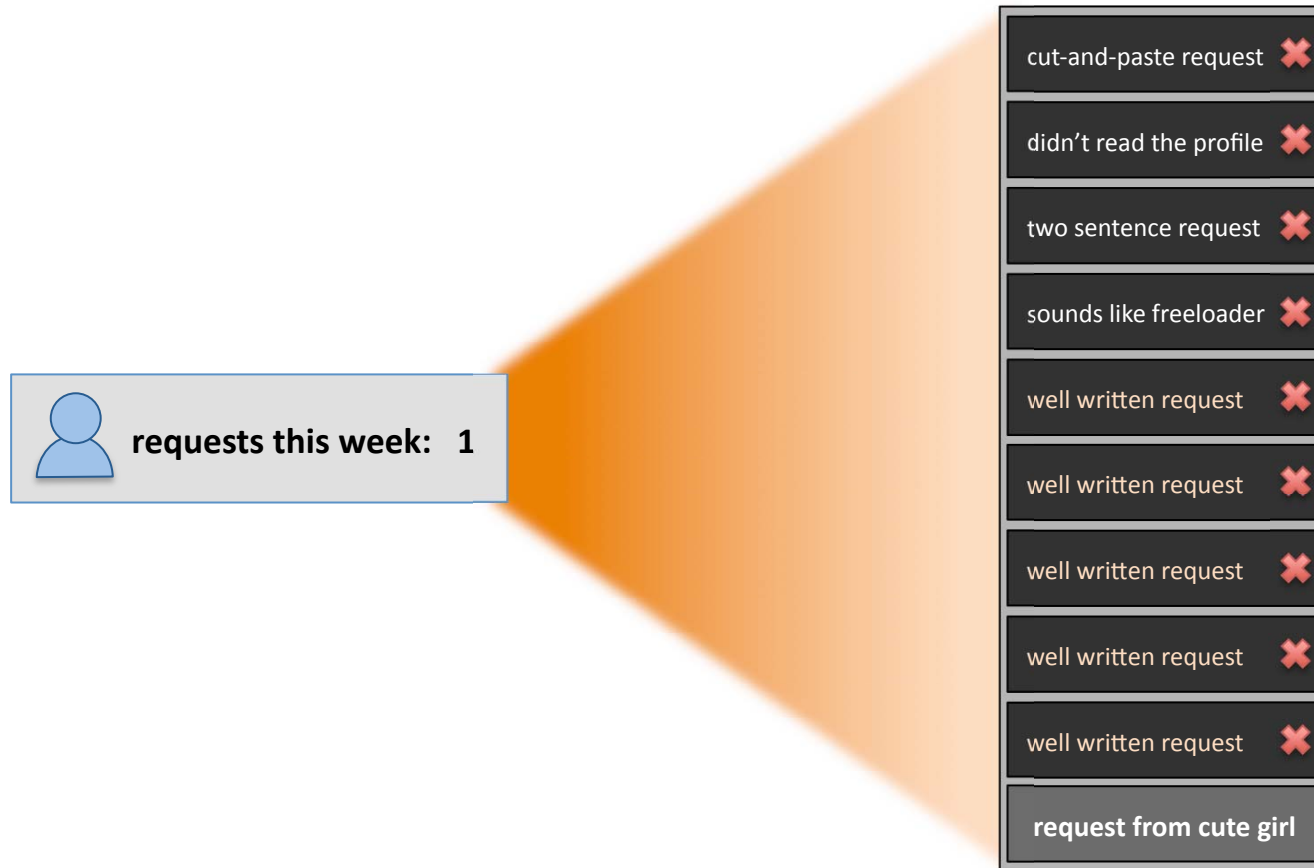 cut-and-paste request
didn't read the profile
two sentence request
sounds like freeloader
requests this week: 1
well written request
well written request
well written request
well written request
well written request
request from cute girl